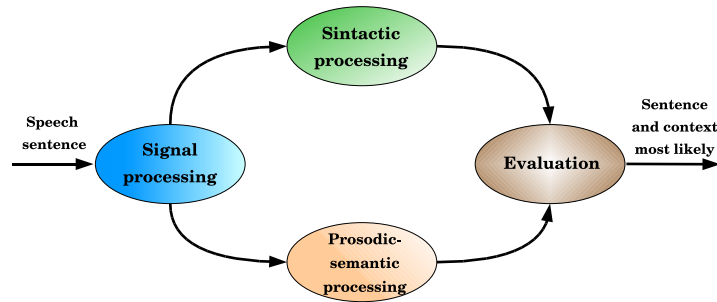 Speech
sentence
Signal
processing
Sintactic
processing
Prosodic-
semantic
processing
Evaluation
Sentence
and context
most likely